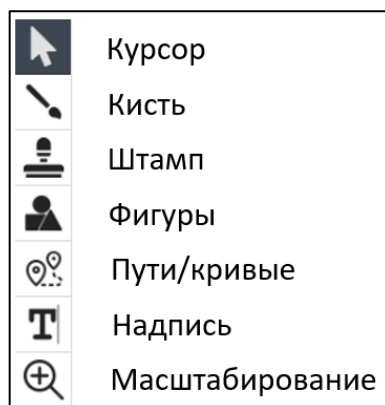 Курсор
Кисть
Штамп
Фигуры
Пути/кривые
Надпись
Масштабирование